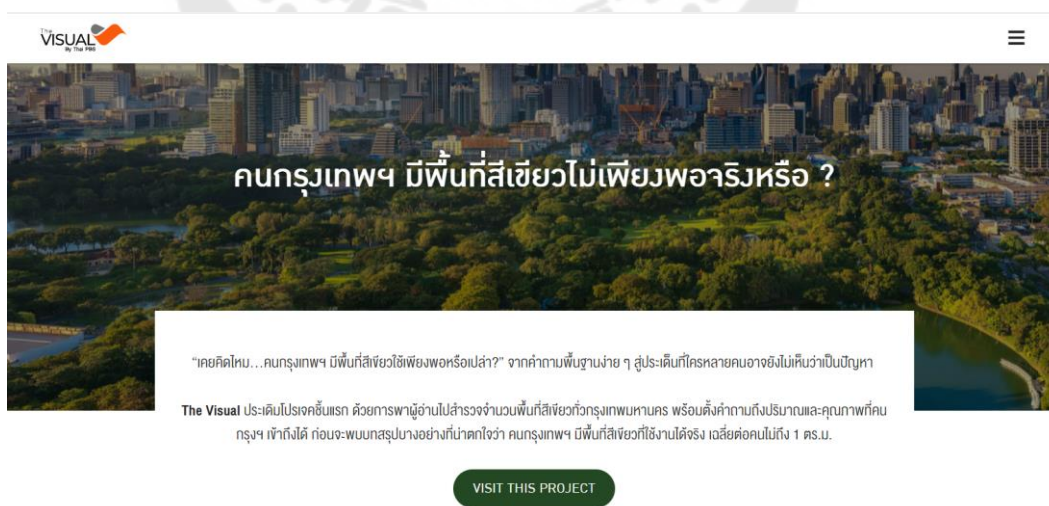 The
VISUAL
By Thai PBS
คนกรุงเทพฯ มีพื้นที่สีเขียวไม่เพียงพอจริงหรือ ?
“เคยคิดไหม...คนกรุงเทพฯ มีพื้นที่สีเขียวใช้เพียงพอหรือเปล่า?” จากคำถามพื้นฐานง่าย ๆ สู่ประเด็นที่ใครหลายคนอาจยังไม่เห็นว่าเป็นปัญหา
The Visual ประเดิมโปรเจคชิ้นแรก ด้วยการพาผู้อ่านไปสำรวจจำนวนพื้นที่สีเขียวทั่วกรุงเทพมหานคร พร้อมตั้งคำถามถึงปริมาณและคุณภาพที่คน
กรุงฯ เข้าถึงได้ ก่อนจะพบบทสรุปบางอย่างที่น่าตกใจว่า คนกรุงเทพฯ มีพื้นที่สีเขียวที่ใช้งานได้จริง เฉลี่ยต่อคนไม่ถึง 1 ตร.ม.
VISIT THIS PROJECT